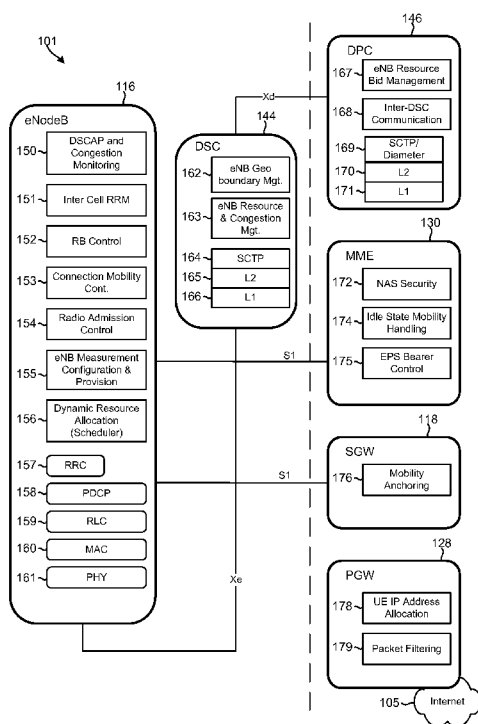 101
116
eNodeB
150
DSCAP and
Congestion
Monitoring
151
Inter Cell RRM
152
RB Control
153
Connection Mobility
Cont.
154
Radio Admission
Control
155
eNB Measurement
Configuration &
Provision
156
Dynamic Resource
Allocation
(Scheduler)
157
RRC
158
PDCP
159
RLC
160
MAC
161
PHY
144
DSC
162
eNB Geo
boundary Mgt.
163
eNB Resource
& Congestion
Mgt.
164
SCTP
165
L2
166
L1
Xd
S1
S1
Xe
146
DPC
167
eNB Resource
Bid Management
168
Inter-DSC
Communication
169
SCTP/
Diameter
170
L2
171
L1
130
MME
172
NAS Security
174
Idle State Mobility
Handling
175
EPS Bearer
Control
118
SGW
176
Mobility
Anchoring
128
PGW
178
UE IP Address
Allocation
179
Packet Filtering
105
Internet